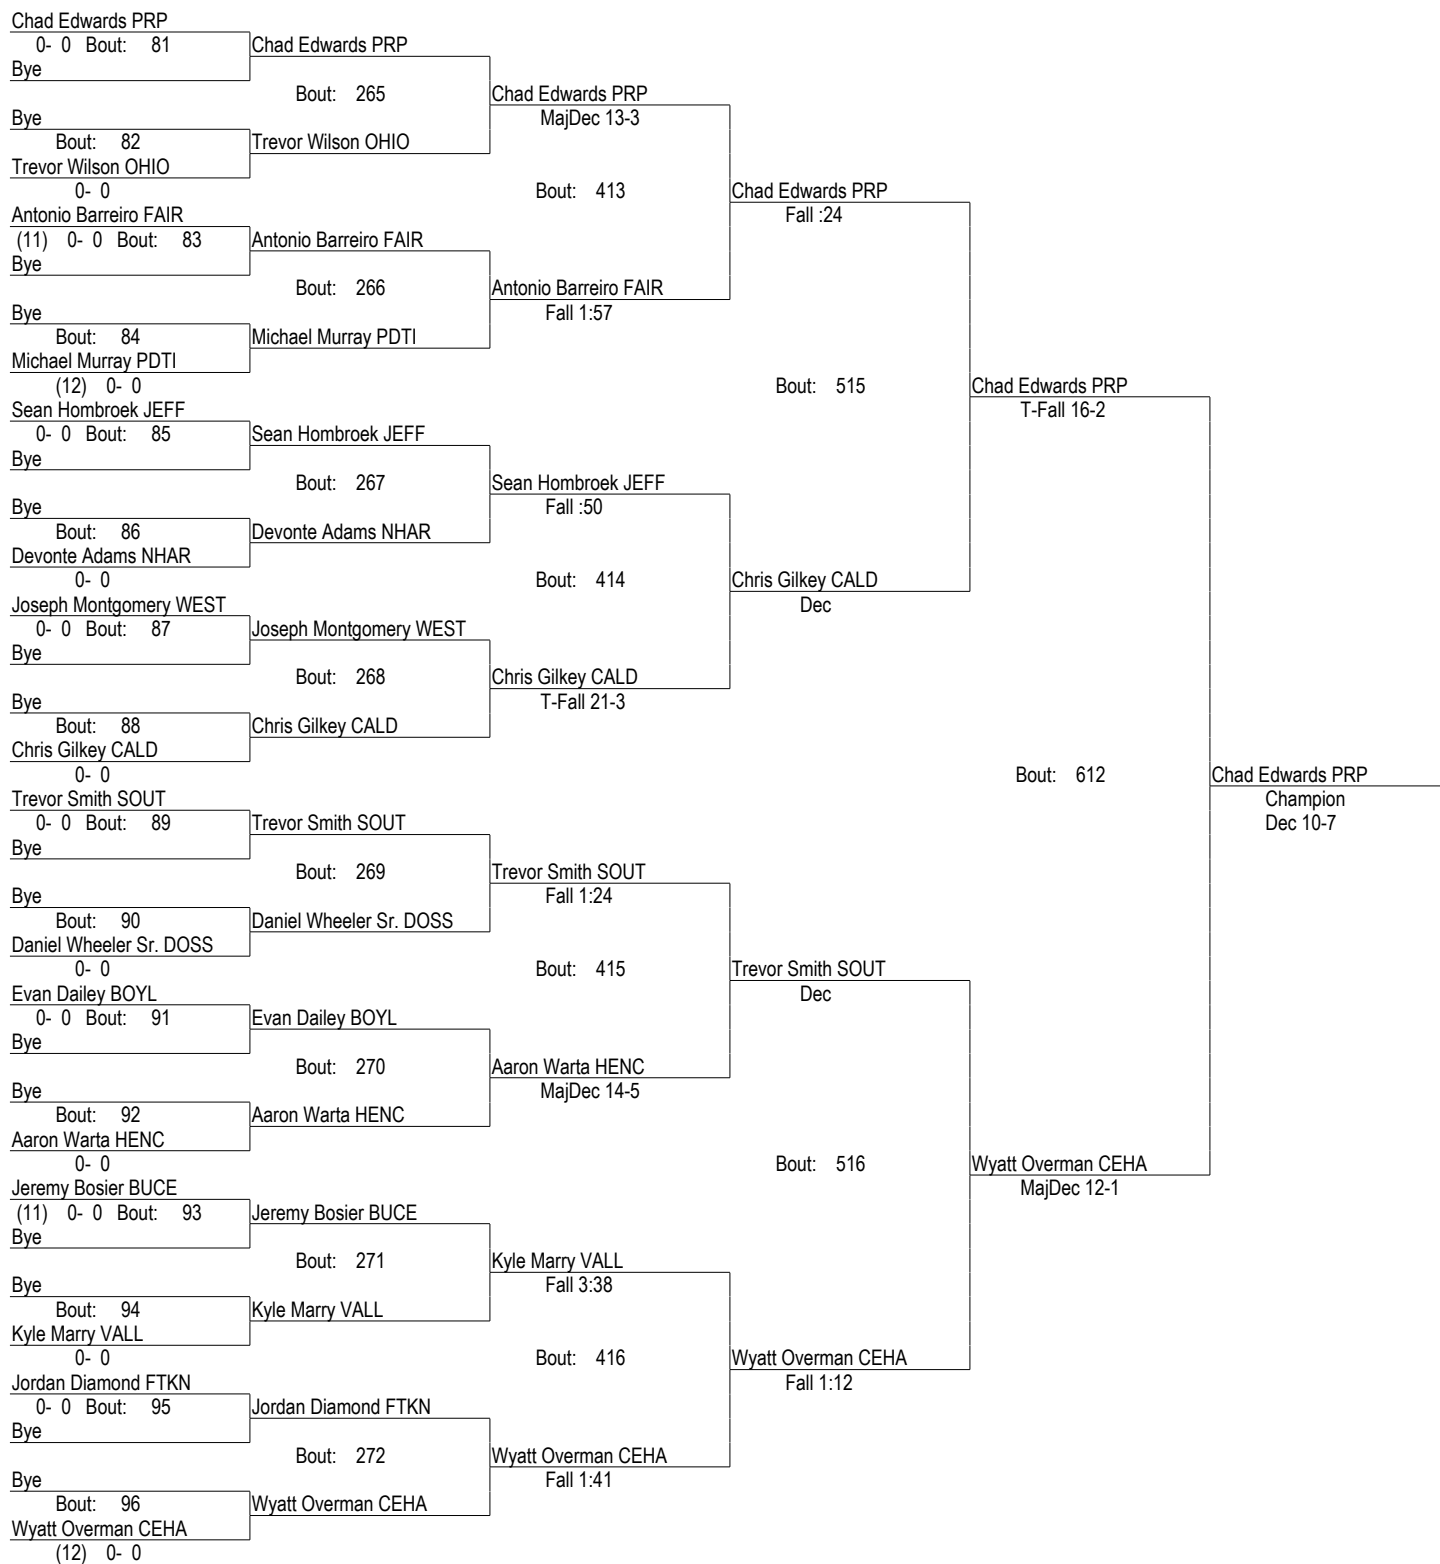 Chad Edwards PRP
0- 0 Bout: 81
Chad Edwards PRP
Bye
Bout: 265
Chad Edwards PRP
Bye
MajDec 13-3
Bout: 82
Trevor Wilson OHIO
Trevor Wilson OHIO
0- 0
Bout: 413
Chad Edwards PRP
Antonio Barreiro FAIR
Fall :24
(11) 0- 0 Bout: 83
Antonio Barreiro FAIR
Bye
Bout: 266
Antonio Barreiro FAIR
Bye
Fall 1:57
Bout: 84
Michael Murray PDTI
Michael Murray PDTI
(12) 0- 0
Bout: 515
Chad Edwards PRP
Sean Hombroek JEFF
T-Fall 16-2
0- 0 Bout: 85
Sean Hombroek JEFF
Bye
Bout: 267
Sean Hombroek JEFF
Bye
Fall :50
Bout: 86
Devonte Adams NHAR
Devonte Adams NHAR
0- 0
Bout: 414
Chris Gilkey CALD
Joseph Montgomery WEST
Dec
0- 0 Bout: 87
Joseph Montgomery WEST
Bye
Bout: 268
Chris Gilkey CALD
Bye
T-Fall 21-3
Bout: 88
Chris Gilkey CALD
Chris Gilkey CALD
0- 0
Bout: 612
Chad Edwards PRP
Trevor Smith SOUT
Champion
0- 0 Bout: 89
Trevor Smith SOUT
Dec 10-7
Bye
Bout: 269
Trevor Smith SOUT
Bye
Fall 1:24
Bout: 90
Daniel Wheeler Sr. DOSS
Daniel Wheeler Sr. DOSS
0- 0
Bout: 415
Trevor Smith SOUT
Evan Dailey BOYL
Dec
0- 0 Bout: 91
Evan Dailey BOYL
Bye
Bout: 270
Aaron Warta HENC
Bye
MajDec 14-5
Bout: 92
Aaron Warta HENC
Aaron Warta HENC
0- 0
Bout: 516
Wyatt Overman CEHA
Jeremy Bosier BUCE
MajDec 12-1
(11) 0- 0 Bout: 93
Jeremy Bosier BUCE
Bye
Bout: 271
Kyle Marry VALL
Bye
Fall 3:38
Bout: 94
Kyle Marry VALL
Kyle Marry VALL
0- 0
Bout: 416
Wyatt Overman CEHA
Jordan Diamond FTKN
Fall 1:12
0- 0 Bout: 95
Jordan Diamond FTKN
Bye
Bout: 272
Wyatt Overman CEHA
Bye
Fall 1:41
Bout: 96
Wyatt Overman CEHA
Wyatt Overman CEHA
(12) 0- 0